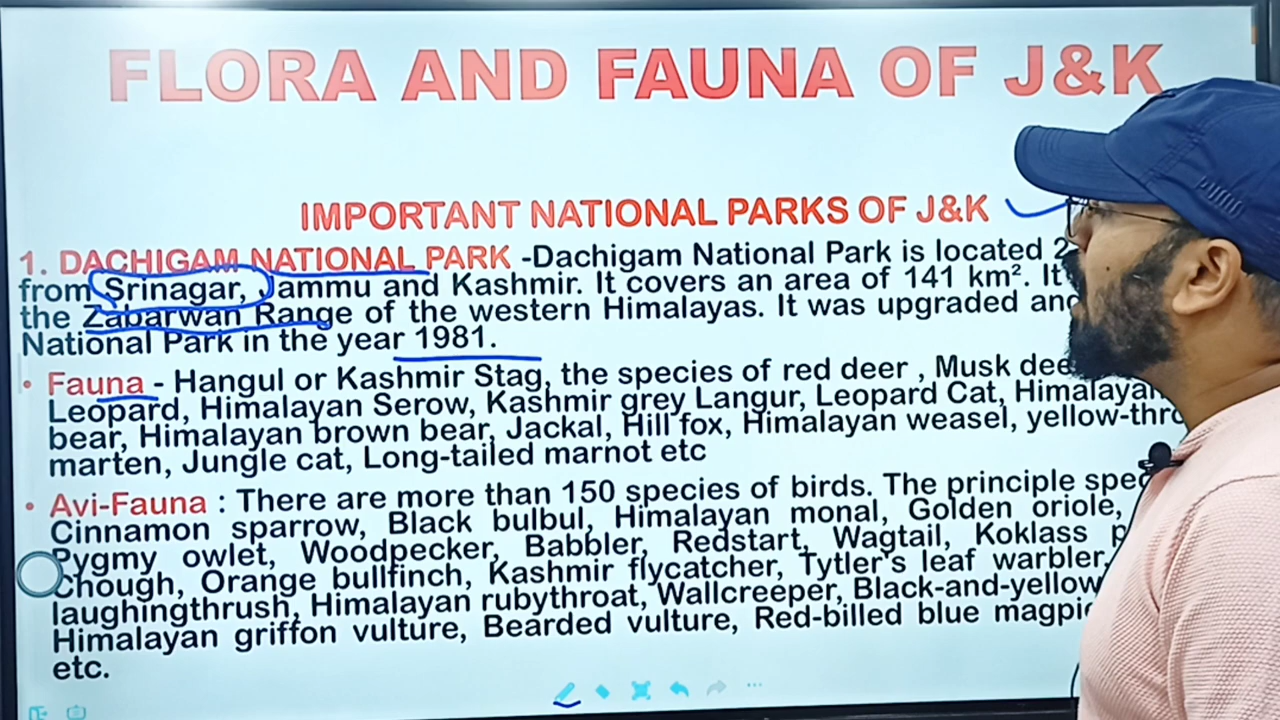 FLORA AND FAUNA OF J&K
IMPORTANT NATIONAL PARKS OF J&K
1. DACHIGAM NATIONAL PARK -Dachigam National Park is located
from Srinagar, Jammu and Kashmir. It covers an area of 141 km². It
the Zabarwan Range of the western Himalayas. It was upgraded and
National Park in the year 1981.
• Fauna - Hangul or Kashmir Stag, the species of red deer , Musk
Leopard, Himalayan Serow, Kashmir grey Langur, Leopard Cat, Himalayan
bear, Himalayan brown bear, Jackal, Hill fox, Himalayan weasel,
marten, Jungle cat, Long-tailed marnot etc
• Avi-Fauna : There are more than 150 species of birds. The principle
Cinnamon sparrow, Black bulbul, Himalayan monal, Golden oriole,
Pygmy owlet, Woodpecker, Babbler, Redstart, Wagtail, Koklass
Chough, Orange bullfinch, Kashmir flycatcher, Tytler's leaf warbler,
laughingthrush, Himalayan rubythroat, Wallcreeper, Black-and-yellow
Himalayan griffon vulture, Bearded vulture, Red-billed blue
etc.